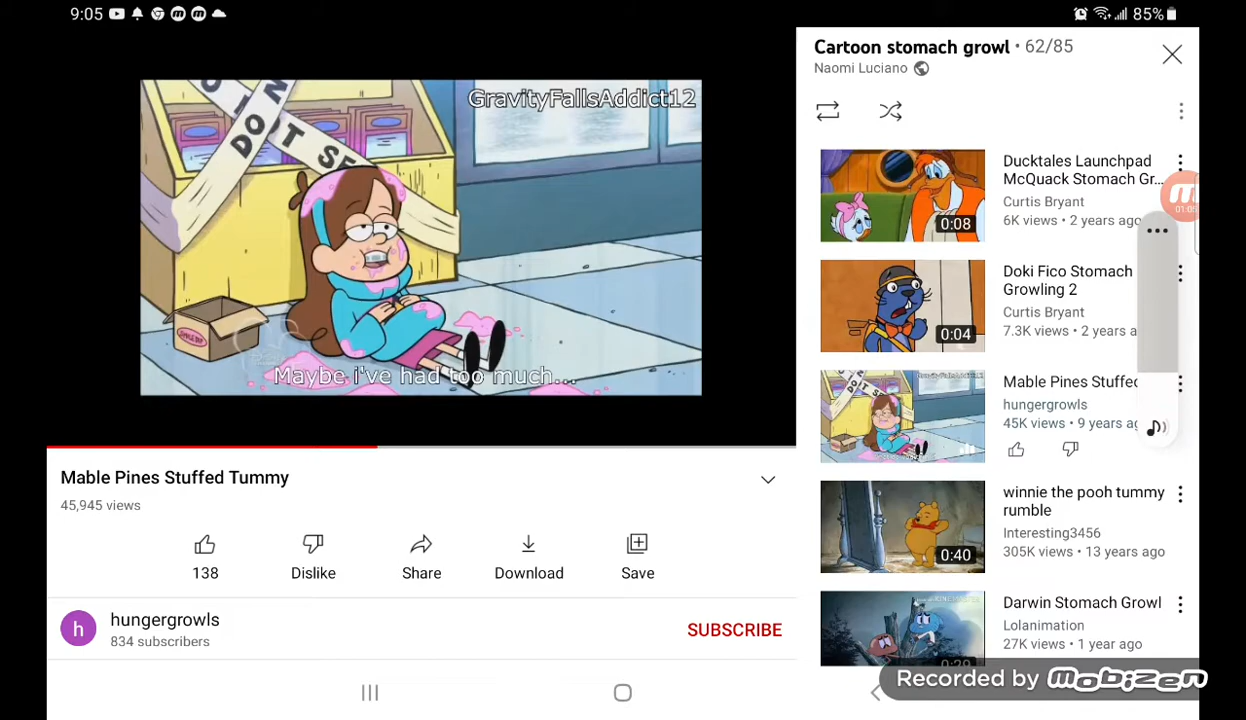 9:05
85%
GravityFallsAddict12
DO NOT SE
Maybe i've had too much...
Mable Pines Stuffed Tummy
45,945 views
138
Dislike
Share
Download
Save
hungergrowls
834 subscribers
SUBSCRIBE
Cartoon stomach growl • 62/85
Naomi Luciano
Ducktales Launchpad
McQuack Stomach Gr...
Curtis Bryant
6K views • 2 years ago
0:08
Doki Fico Stomach
Growling 2
Curtis Bryant
7.3K views • 2 years a
0:04
Mable Pines Stuffed
hungergrowls
45K views • 9 years ag
winnie the pooh tummy
rumble
Interesting3456
305K views • 13 years ago
0:40
Darwin Stomach Growl
Lolanimation
27K views • 1 year ago
Recorded by mobizen